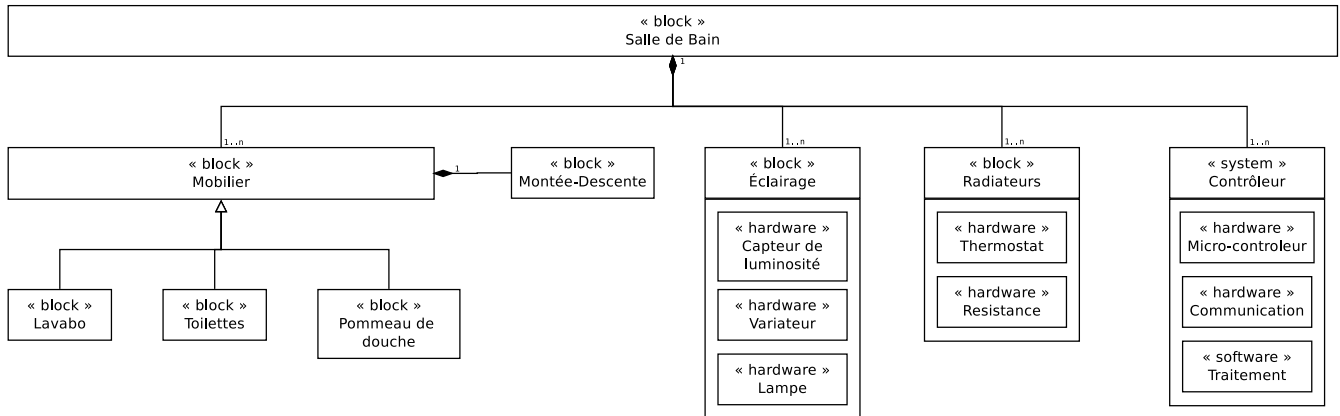 « block »
Salle de Bain
1
1..n
1..n
1..n
1..n
« block »
Mobilier
1
« block »
Montée-Descente
« block »
Éclairage
« block »
Radiateurs
« system »
Contrôleur
« hardware »
Capteur de
luminosité
« hardware »
Variateur
« hardware »
Lampe
« hardware »
Thermostat
« hardware »
Resistance
« hardware »
Micro-controleur
« hardware »
Communication
« software »
Traitement
« block »
Lavabo
« block »
Toilettes
« block »
Pommeau de
douche